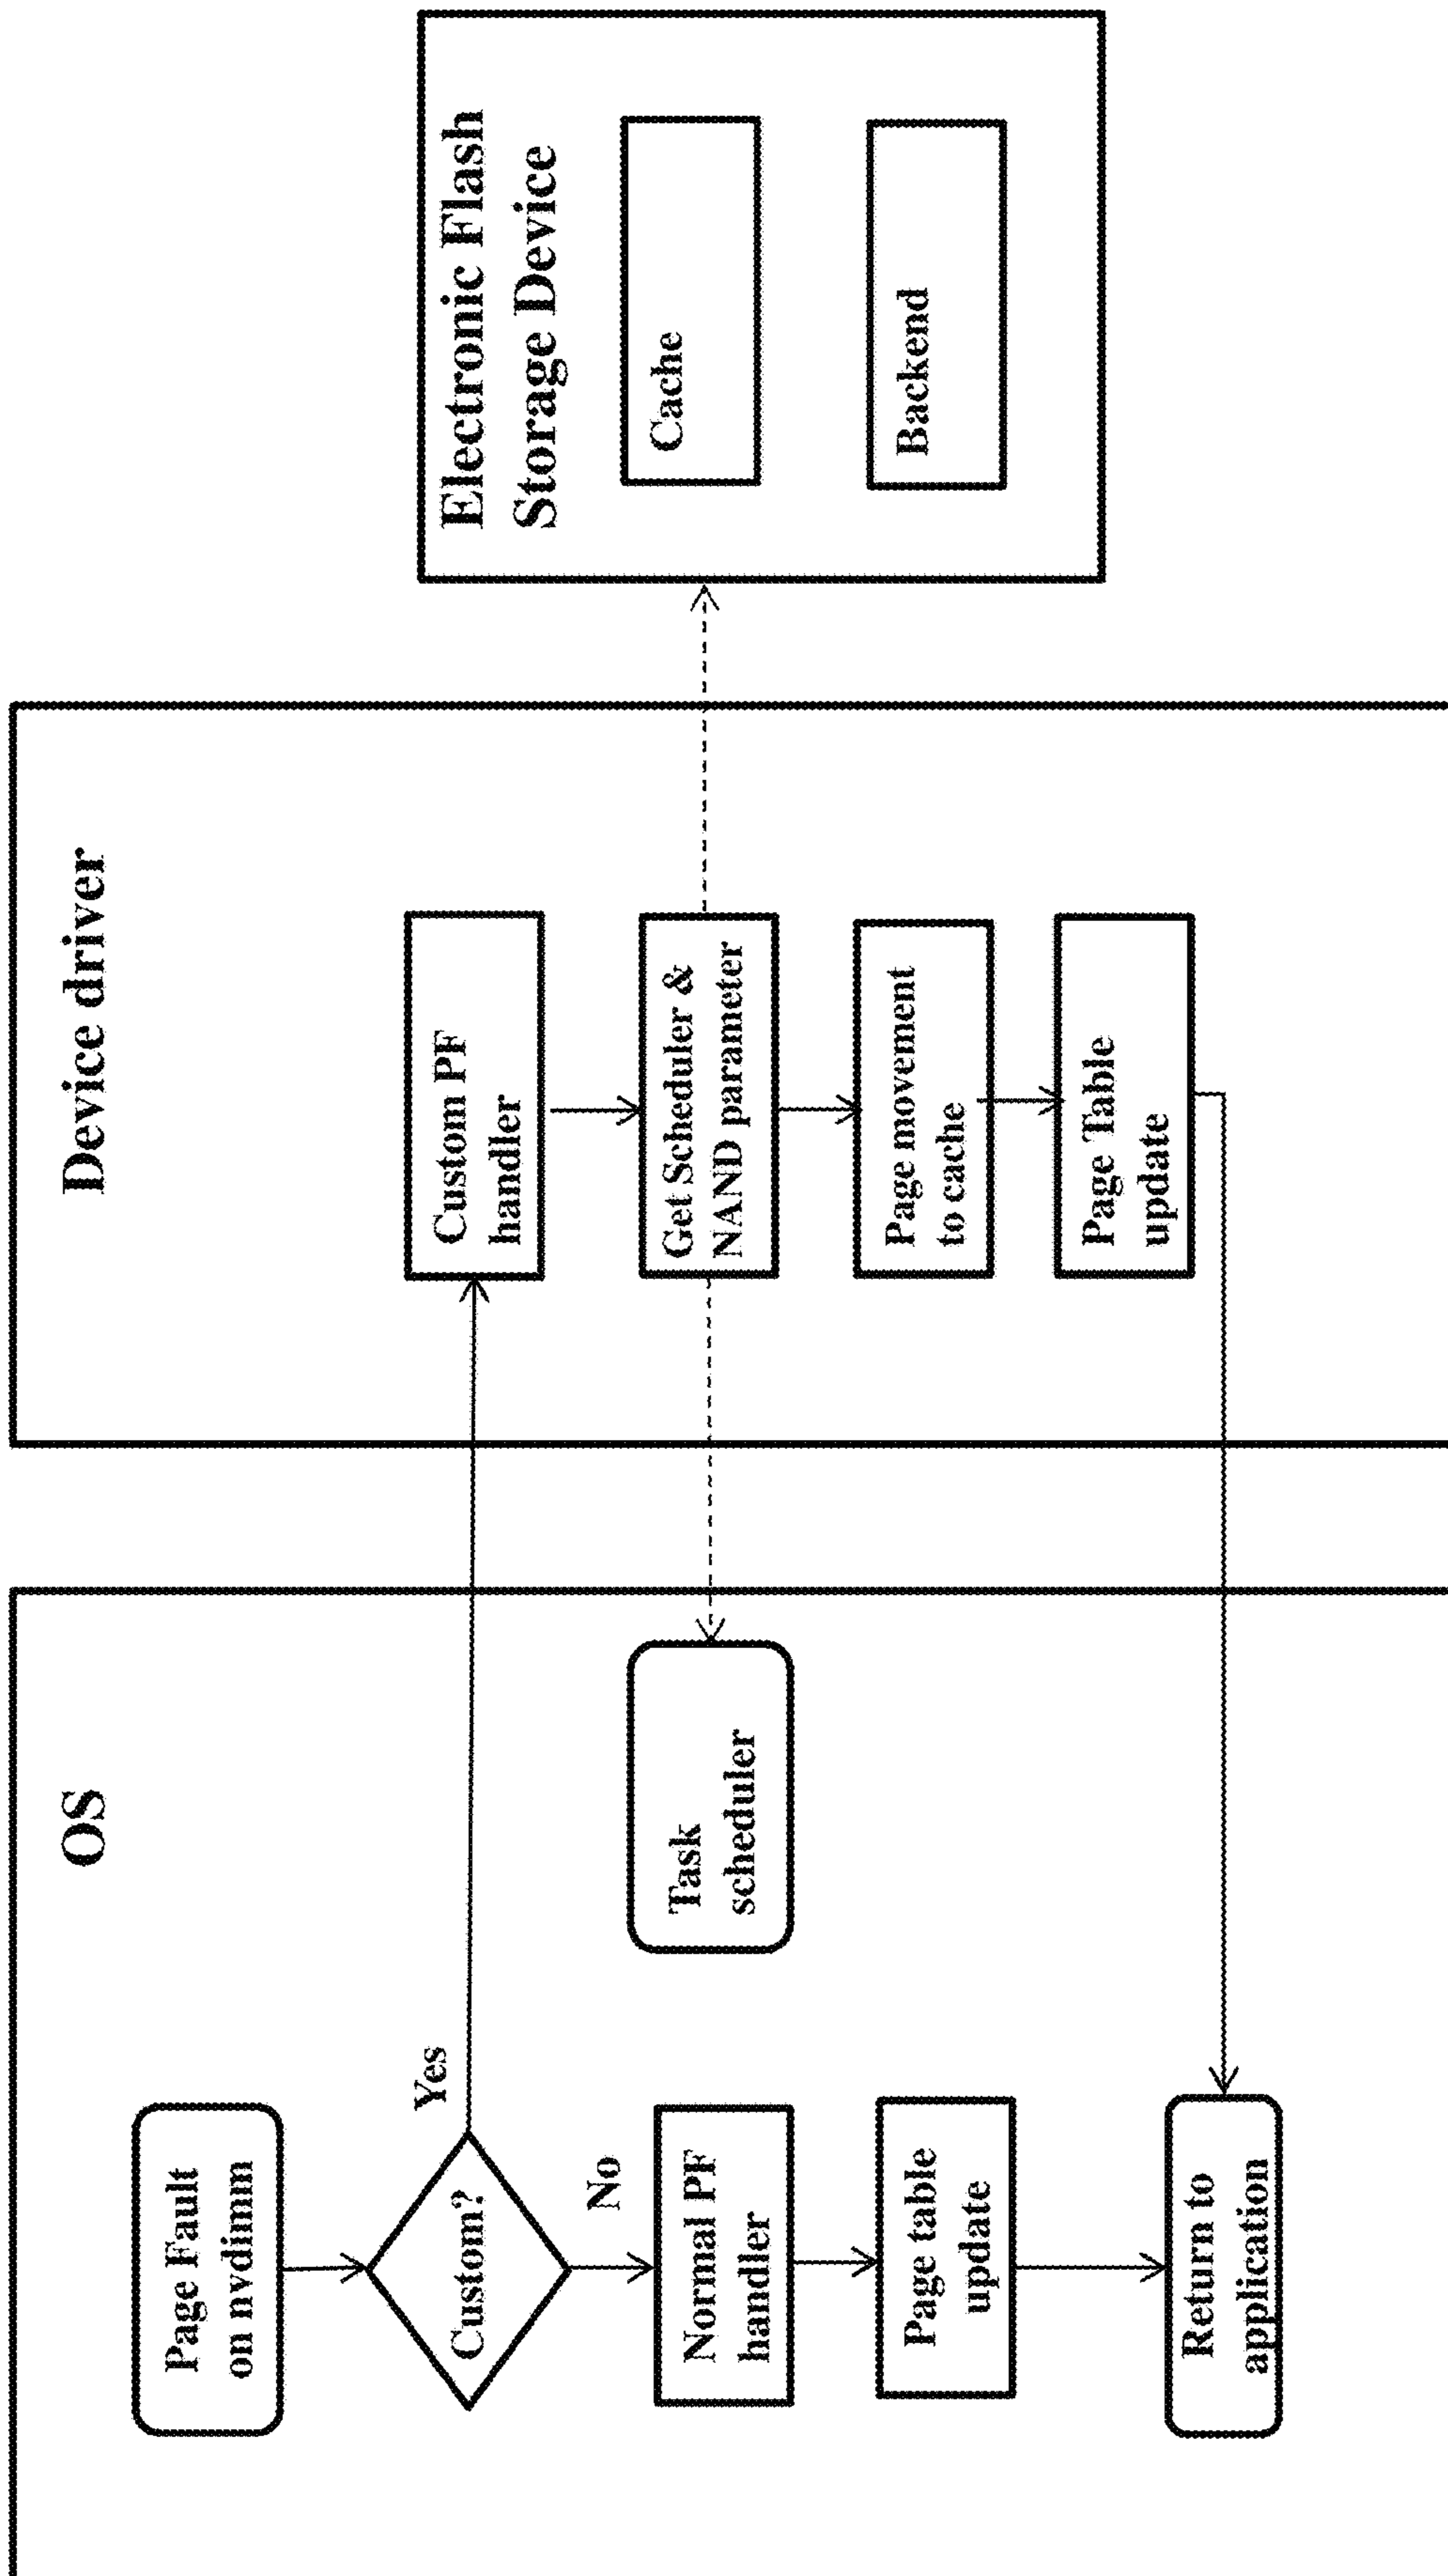 OS
Page Fault
on nvdimm
Custom?
Yes
No
Normal PF
handler
Page table
update
Return to
application
Task
scheduler
Device driver
Custom PF
handler
Get Scheduler &
NAND parameter
Page movement
to cache
Page Table
update
Electronic Flash
Storage Device
Cache
Backend